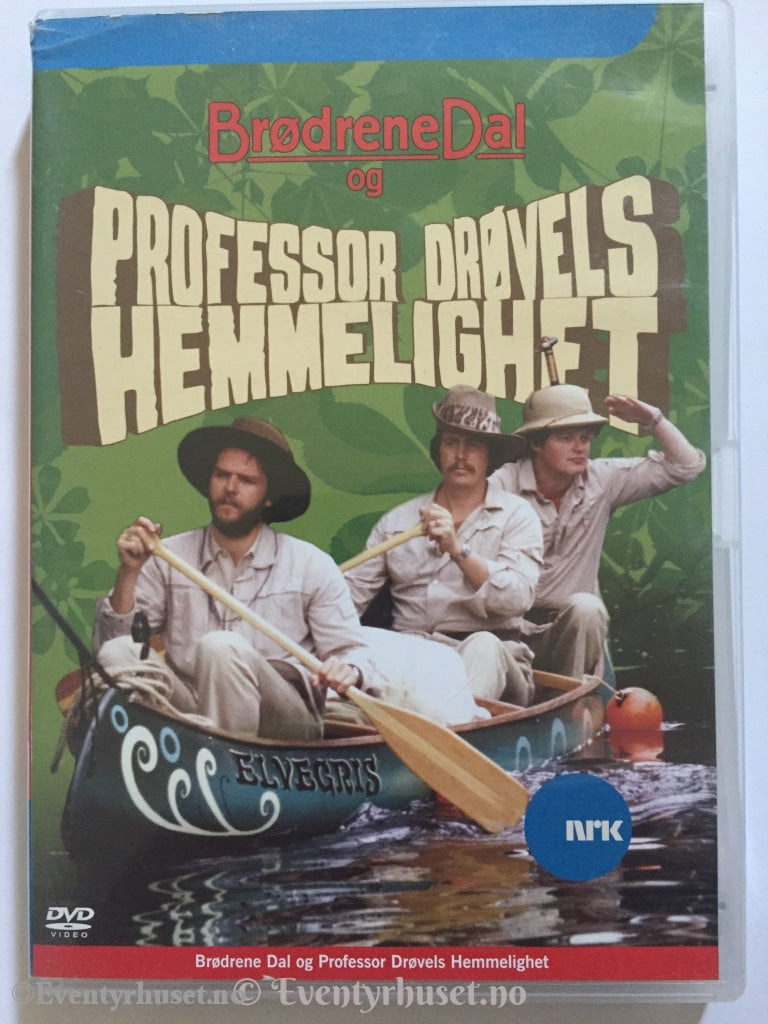 BrødreneDal
og
PROFESSOR DRØVELS
HEMMELIGHET
ELVEGRIS
nrk
DVD
VIDEO
Brødrene Dal og Professor Drøvels Hemmelighet
©Eventyrhuset.no © Eventyrhuset.no